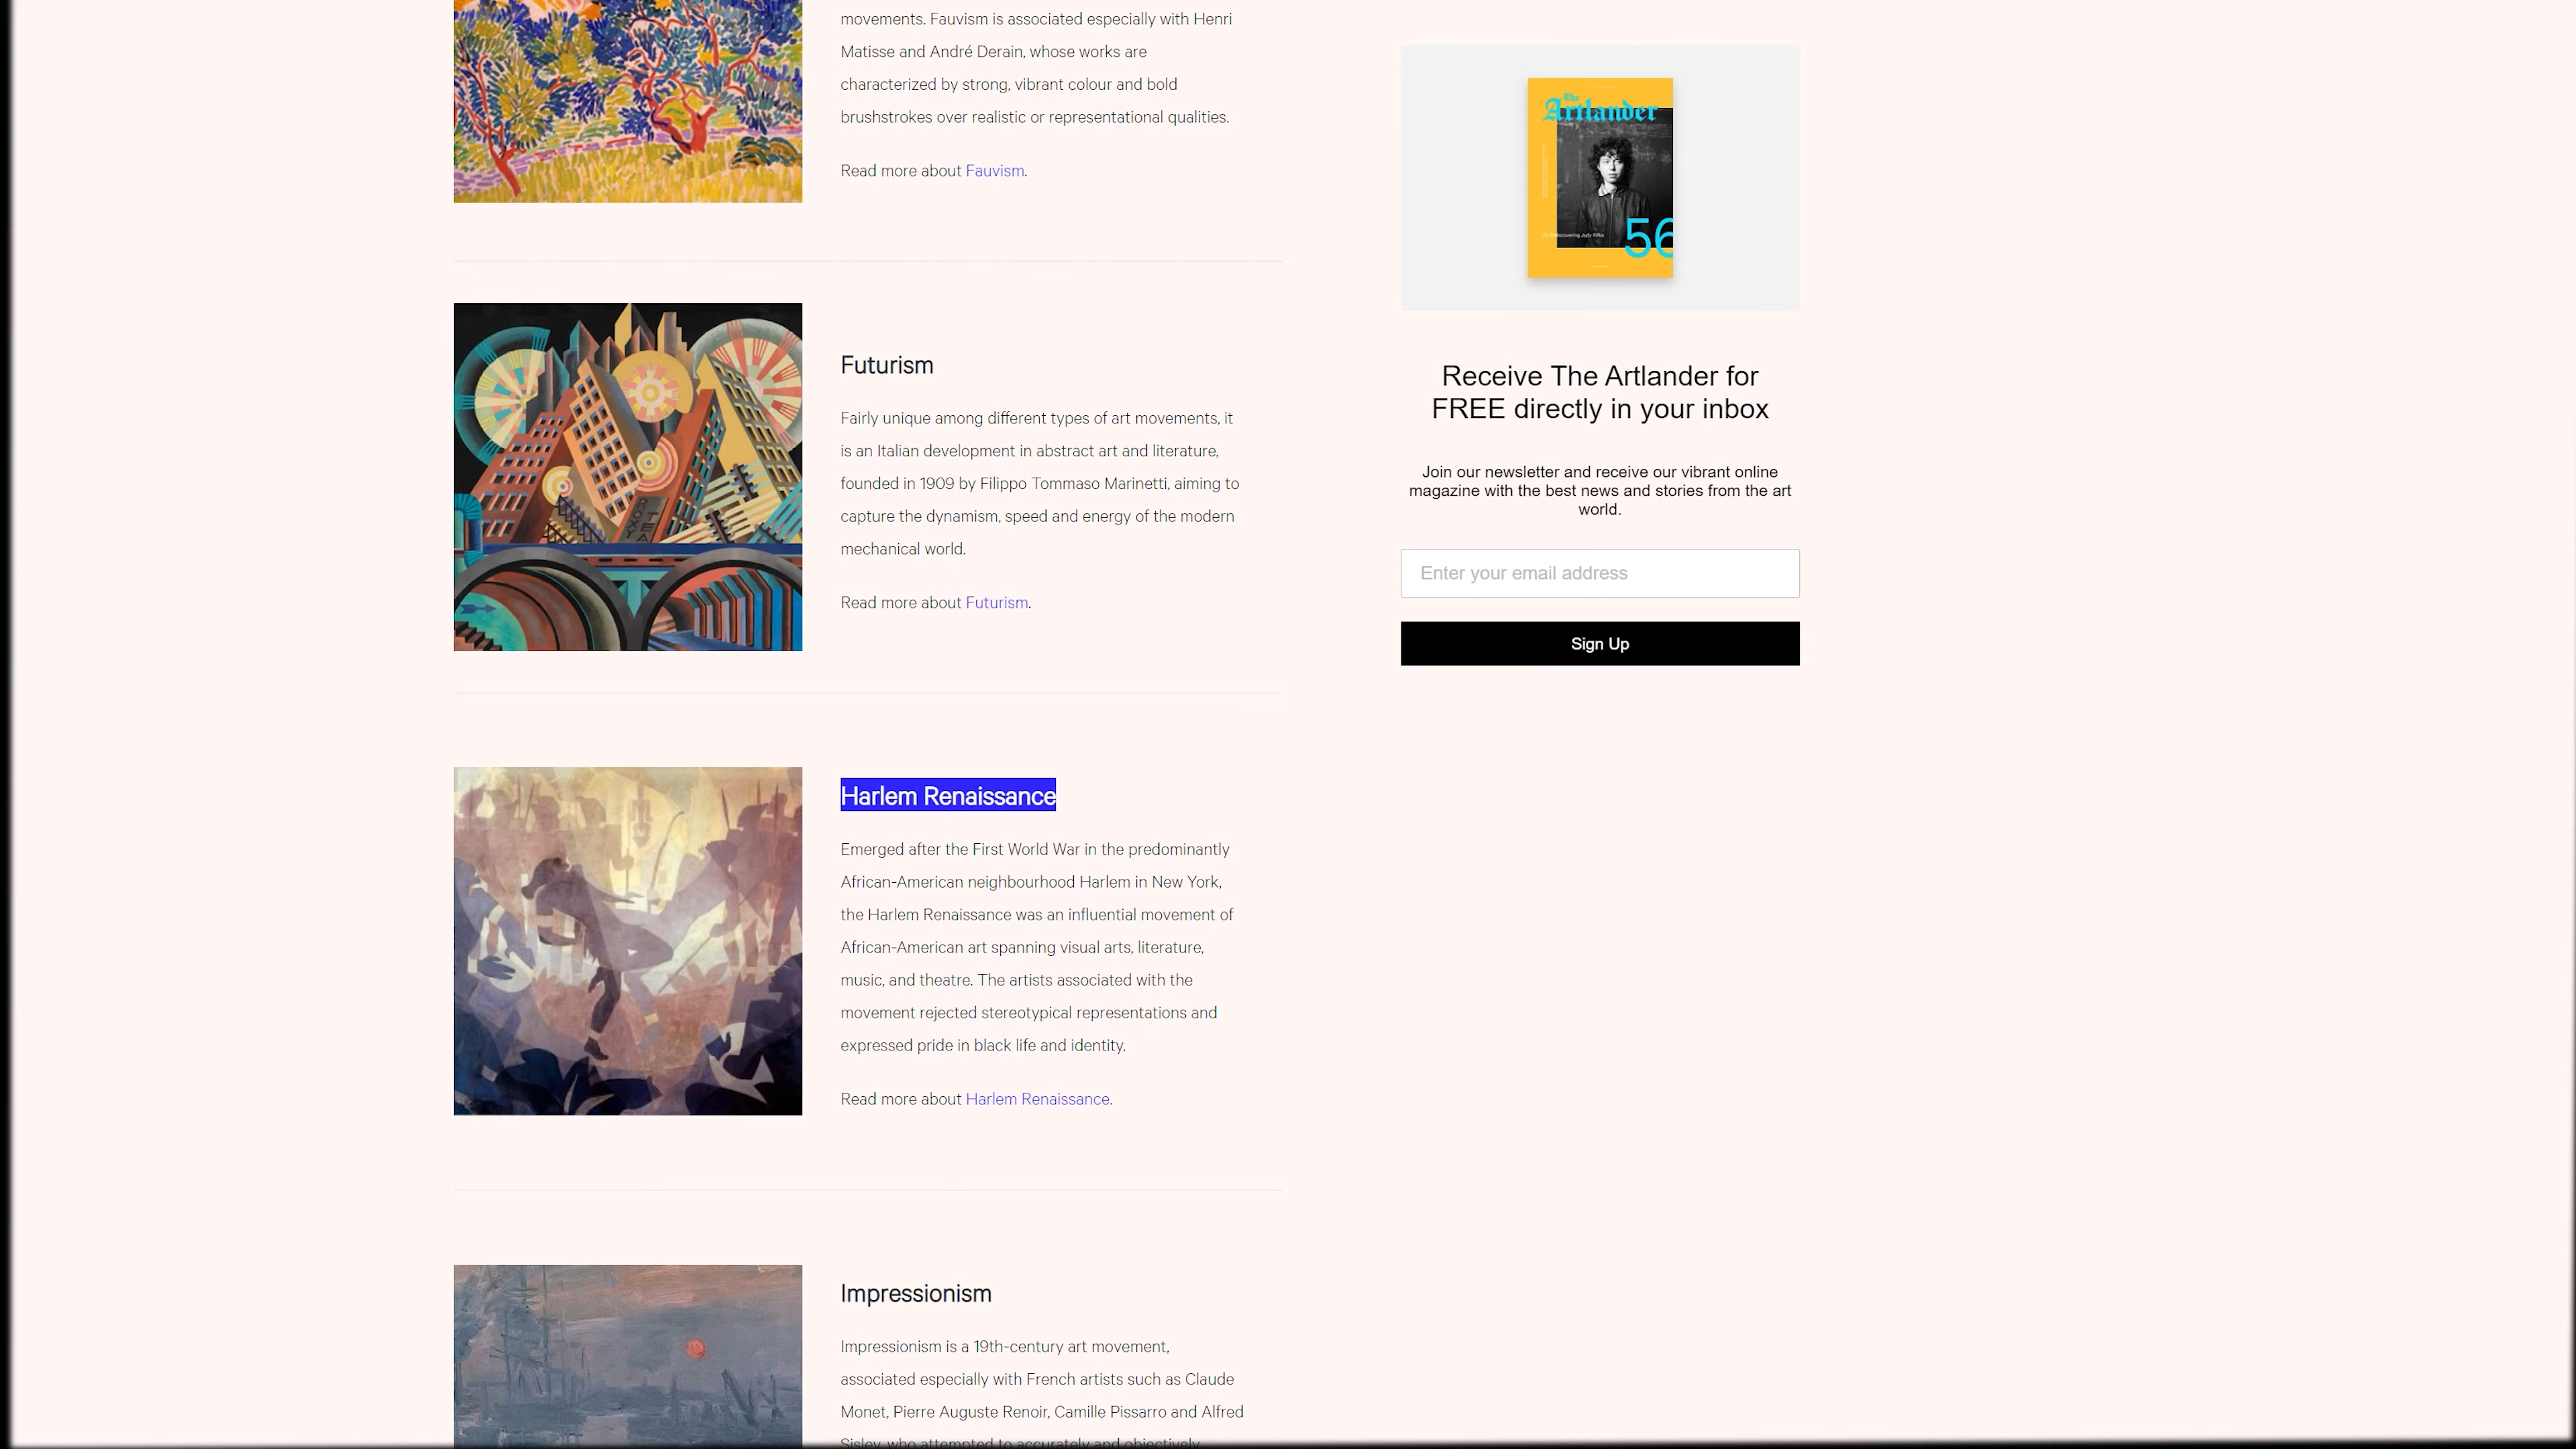 movements. Fauvism is associated especially with Henri
Matisse and André Derain, whose works are
characterized by strong, vibrant colour and bold
brushstrokes over realistic or representational qualities.
Read more about Fauvism.
Futurism
Fairly unique among different types of art movements, it
is an Italian development in abstract art and literature,
founded in 1909 by Filippo Tommaso Marinetti, aiming to
capture the dynamism, speed and energy of the modern
mechanical world.
Read more about Futurism.
Harlem Renaissance
Emerged after the First World War in the predominantly
African-American neighbourhood Harlem in New York,
the Harlem Renaissance was an influential movement of
African-American art spanning visual arts, literature,
music, and theatre. The artists associated with the
movement rejected stereotypical representations and
expressed pride in black life and identity.
Read more about Harlem Renaissance.
Impressionism
Impressionism is a 19th-century art movement,
associated especially with French artists such as Claude
Monet, Pierre Auguste Renoir, Camille Pissarro and Alfred
Sisley, who attempted to accurately and objectively
The
Artlander
56
Receive The Artlander for
FREE directly in your inbox
Join our newsletter and receive our vibrant online
magazine with the best news and stories from the art
world.
Enter your email address
Sign Up